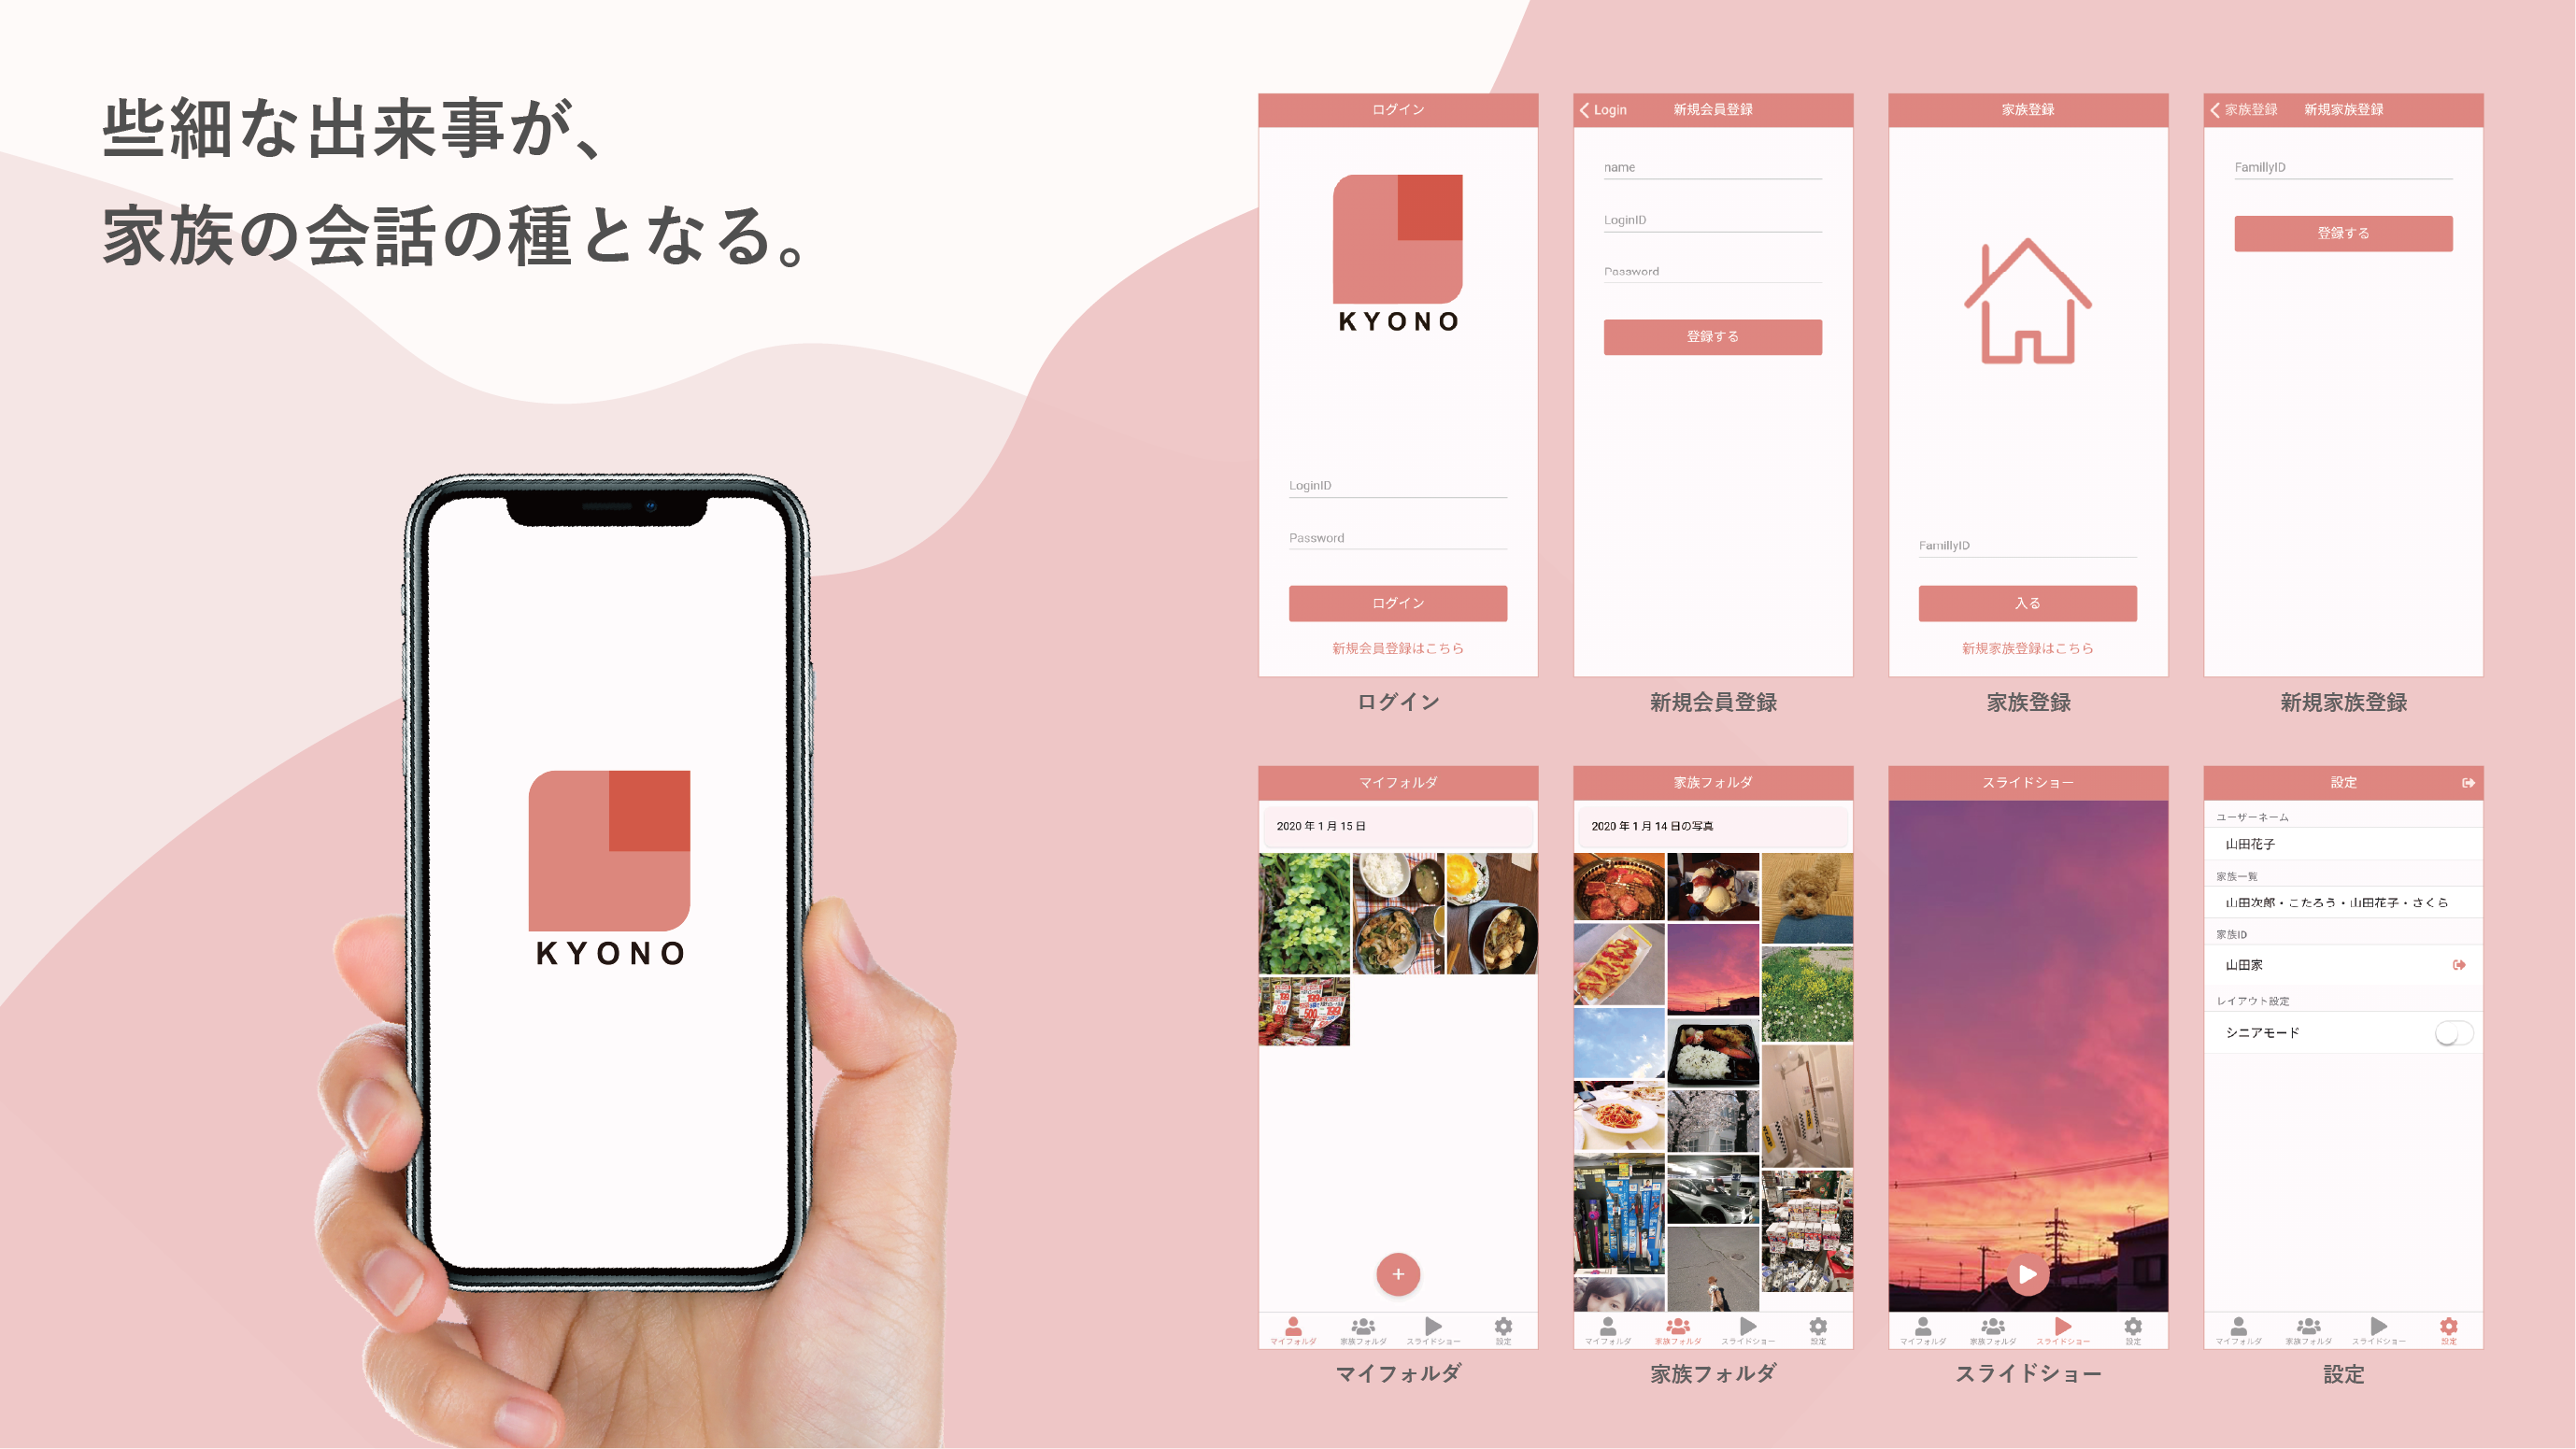 些細な出来事が、
家族の会話の種となる。
KYONO
ログイン
KYONO
LoginID
Password
ログイン
新規会員登録はこちら
ログイン
Login 新規会員登録
name
LoginID
Password
登録する
新規会員登録
家族登録
FamillyID
入る
新規家族登録はこちら
家族登録
家族登録 新規家族登録
FamillyID
登録する
新規家族登録
マイフォルダ
2020 年 1 月 15 日
マイフォルダ 家族フォルダ スライドショー 設定
マイフォルダ
家族フォルダ
2020 年 1 月 14 日の写真
マイフォルダ 家族フォルダ スライドショー 設定
家族フォルダ
スライドショー
マイフォルダ 家族フォルダ スライドショー 設定
スライドショー
設定
ユーザーネーム
山田花子
家族一覧
山田次郎・こたろう・山田花子・さくら
家族ID
山田家
レイアウト設定
シニアモード
マイフォルダ 家族フォルダ スライドショー 設定
設定